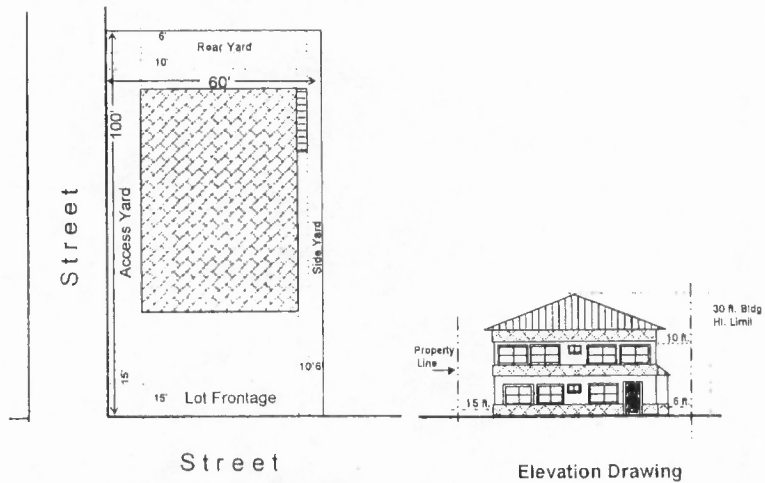 6'
Rear Yard
10'
60'
100'
Street
Access Yard
Side Yard
15'
10'6
15'
Lot Frontage
Street
30 ft. Bldg
Ht. Limit
10 ft.
Property
Line
15 ft.
6 ft.
Elevation Drawing